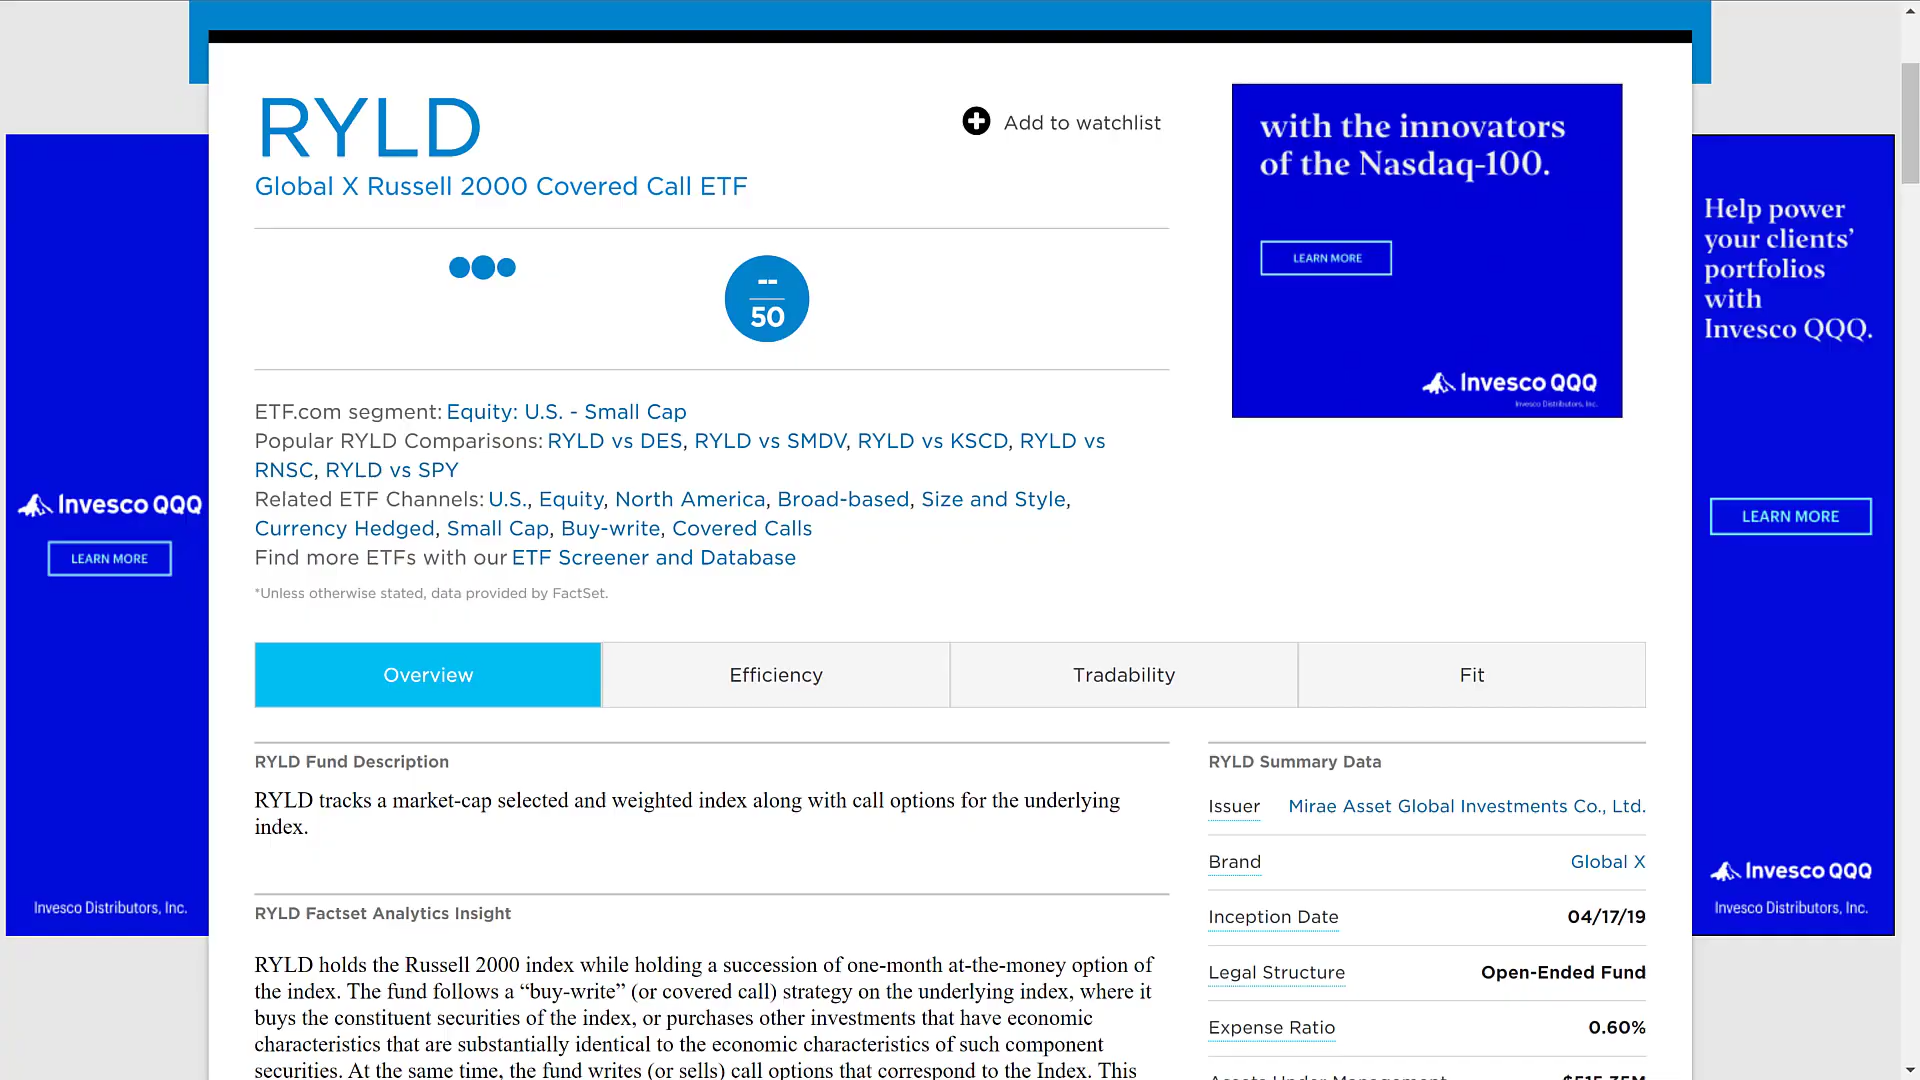 RYLD
Global X Russell 2000 Covered Call ETF
Add to watchlist
--
50
ETF.com segment: Equity: U.S. - Small Cap
Popular RYLD Comparisons: RYLD vs DES, RYLD vs SMDV, RYLD vs KSCD, RYLD vs
RNSC, RYLD vs SPY
Related ETF Channels: U.S., Equity, North America, Broad-based, Size and Style,
Currency Hedged, Small Cap, Buy-write, Covered Calls
Find more ETFs with our ETF Screener and Database
*Unless otherwise stated, data provided by FactSet.
with the innovators
of the Nasdaq-100.
LEARN MORE
Invesco QQQ
Invesco Distributors, Inc.
Invesco QQQ
LEARN MORE
Invesco Distributors, Inc.
Help power
your clients’
portfolios
with
Invesco QQQ.
LEARN MORE
Invesco QQQ
Invesco Distributors, Inc.
Overview
Efficiency
Tradability
Fit
RYLD Fund Description
RYLD tracks a market-cap selected and weighted index along with call options for the underlying
index.
RYLD Factset Analytics Insight
RYLD holds the Russell 2000 index while holding a succession of one-month at-the-money option of
the index. The fund follows a “buy-write” (or covered call) strategy on the underlying index, where it
buys the constituent securities of the index, or purchases other investments that have economic
characteristics that are substantially identical to the economic characteristics of such component
securities. At the same time, the fund writes (or sells) call options that correspond to the Index. This
RYLD Summary Data
Issuer Mirae Asset Global Investments Co., Ltd.
Brand Global X
Inception Date 04/17/19
Legal Structure Open-Ended Fund
Expense Ratio 0.60%
Assets Under Management $515.35M